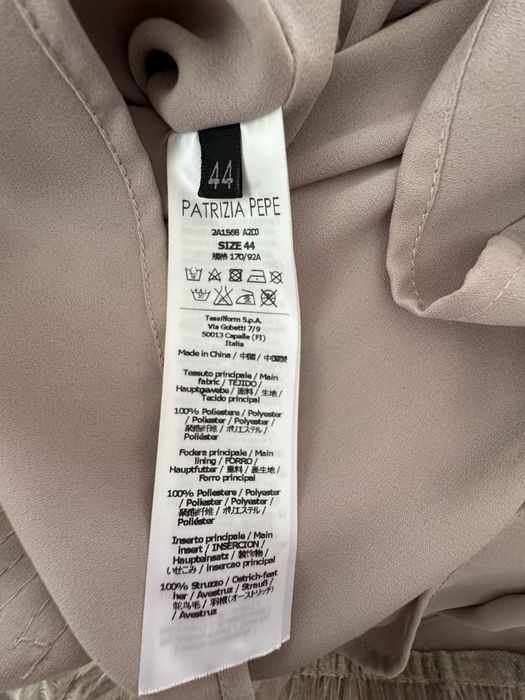 44
PATRIZIA PEPE
2A1568 A2DJ
SIZE 44
规格 170/92A
Tessilform S.p.A.
Via Gobetti 7/9
50013 Capalle (FI)
Italia
Made in China / 中国 / 中国製
Tessuto principale / Main
fabric / TEJIDO /
Hauptgewebe / 面料 / 生地 /
Tecido principal
100% Poliestere / Polyester
/ Poliester / Polyester /
聚酯纤维 / ポリエステル /
Poliéster
Fodera principale / Main
lining / FORRO /
Hauptfutter / 里料 / 裏生地 /
Forro principal
100% Poliestere / Polyester
/ Poliester / Polyester /
聚酯纤维 / ポリエステル /
Poliéster
Inserto principale / Main
insert / INSERCION /
Haupteinsatz / 装饰物 /
いせこみ / insercao principal
100% Struzzo / Ostrich-feat
her / Avestruz / Strauß /
鸵鸟毛 / 羽根(オーストリッチ)
/ Avestruz